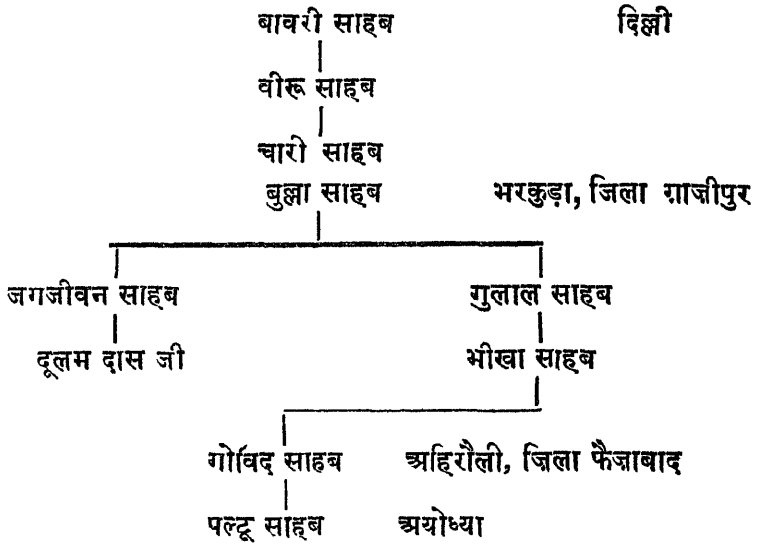 बावरी साहब दिल्ली
वीरू साहब
चारी साहब
बुल्ला साहब भरकुड़ा, जिला ग़ाज़ीपुर
जगजीवन साहब गुलाल साहब
दूलम दास जी भीखा साहब
गोविंद साहब अहिरौली, ज़िला फैज़ाबाद
पल्टू साहब अयोध्या